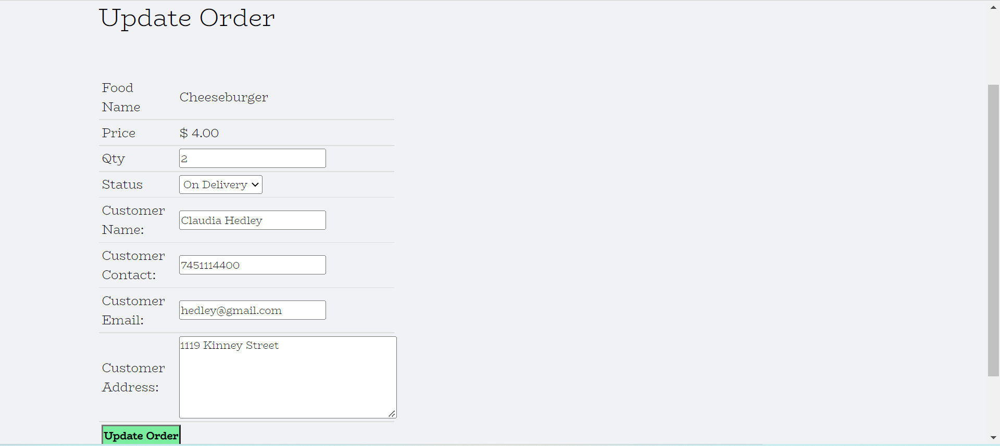 Update Order
Food
Name
Cheeseburger
Price
$ 4.00
Qty
2
Status
On Delivery
Customer
Name:
Claudia Hedley
Customer
Contact:
7451114400
Customer
Email:
hedley@gmail.com
Customer
Address:
1119 Kinney Street
Update Order